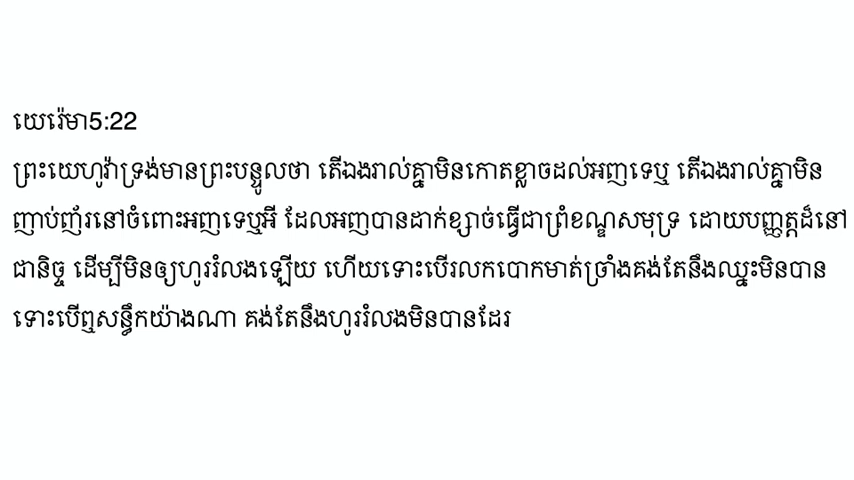 យេរ៉េមា5:22
ព្រះយេហូវ៉ាទ្រង់មានព្រះបន្ទូលថា តើឯងរាល់គ្នាមិនកោតខ្លាចដល់អញទេឬ តើឯងរាល់គ្នាមិន
ញាប់ញ័រនៅចំពោះអញទេឬអី ដែលអញបានដាក់ខ្សាច់ធ្វើជាព្រំខណ្ឌសមុទ្រ ដោយបញ្ញត្តដ៏នៅ
ជានិច្ច ដើម្បីមិនឲ្យហូររំលងឡើយ ហើយទោះបើរលកបោកមាត់ច្រាំងគង់តែនឹងឈ្នះមិនបាន
ទោះបើឮសន្ធឹកយ៉ាងណា គង់តែនឹងហូររំលងមិនបានដែរ